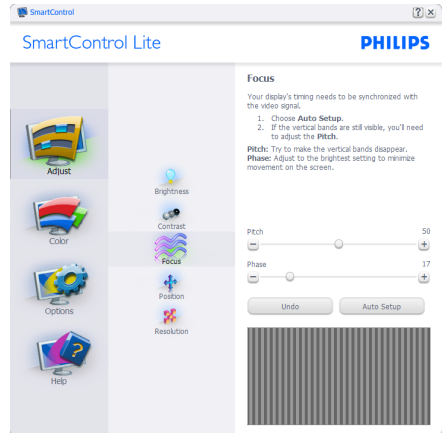 SmartControl
SmartControl Lite
PHILIPS
Adjust
Color
Options
Help
Brightness
Contrast
Focus
Position
Resolution
Focus
Your display's timing needs to be synchronized with
the video signal.
1. Choose Auto Setup.
2. If the vertical bands are still visible, you'll need
to adjust the Pitch.
Pitch: Try to make the vertical bands disappear.
Phase: Adjust to the brightest setting to minimize
movement on the screen.
Pitch 50
Phase 17
Undo Auto Setup